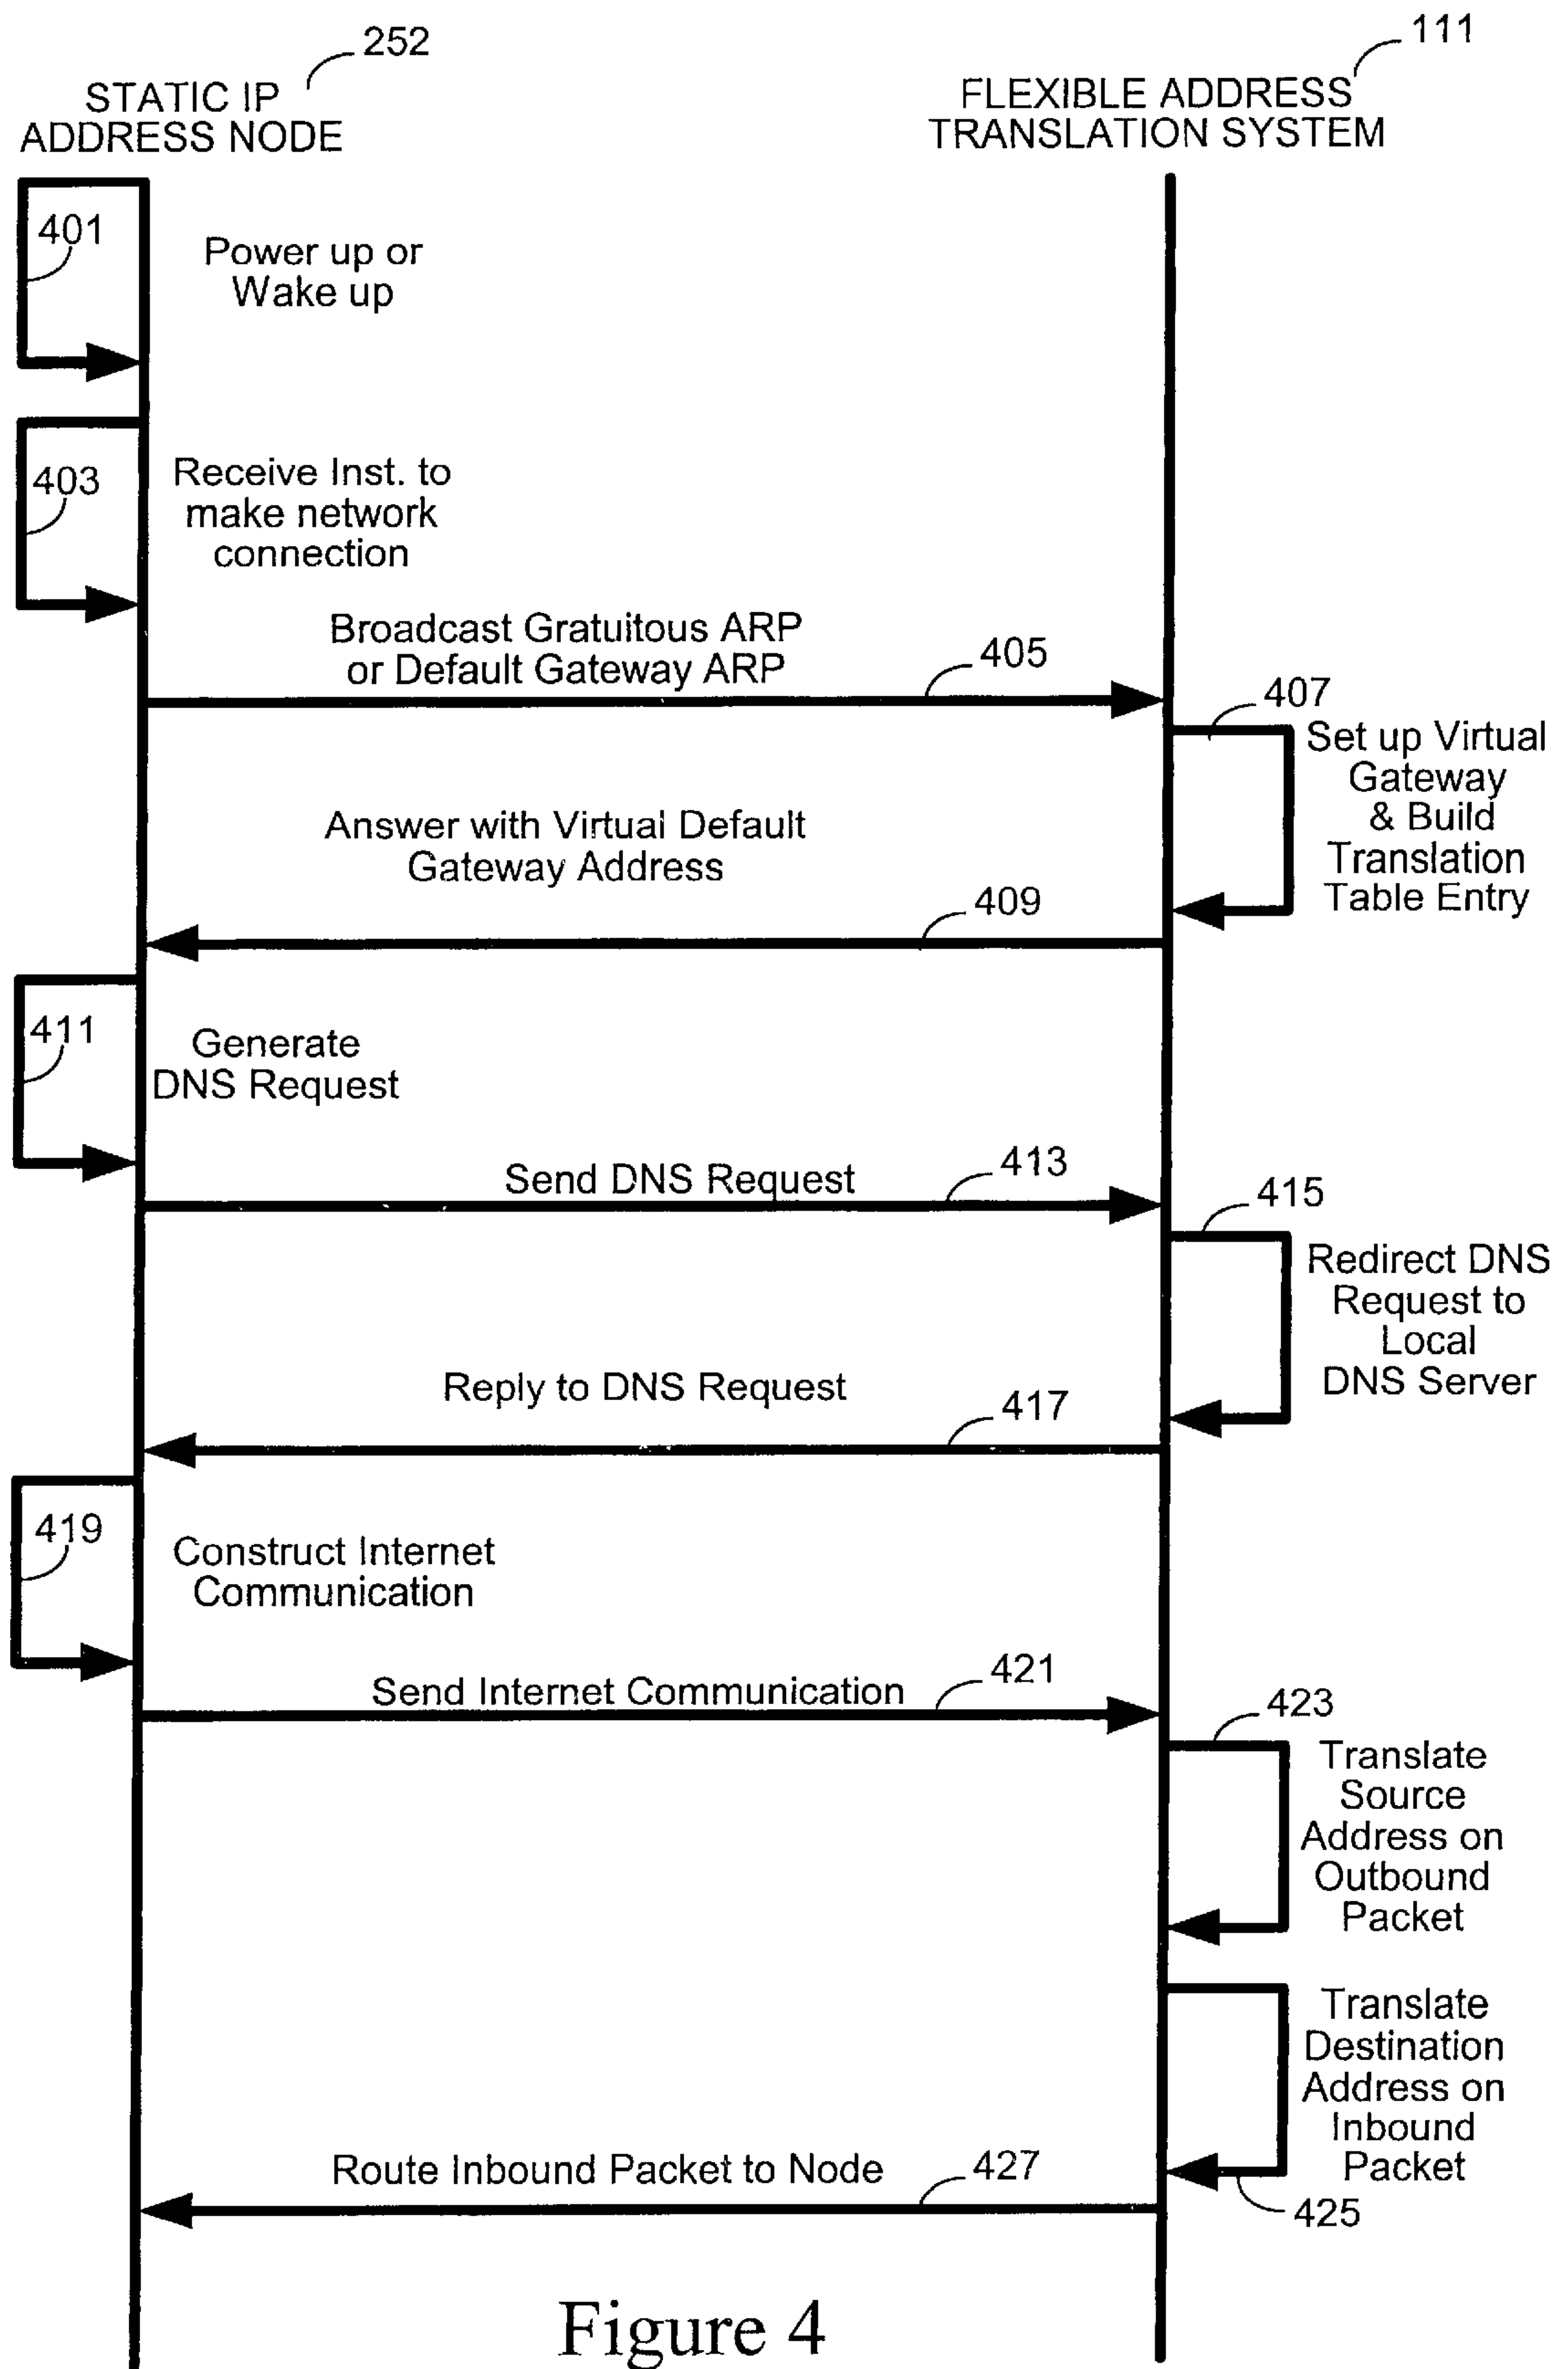 252
111
STATIC IP
ADDRESS NODE
FLEXIBLE ADDRESS
TRANSLATION SYSTEM
401
Power up or
Wake up
403
Receive Inst. to
make network
connection
Broadcast Gratuitous ARP
or Default Gateway ARP
405
407
Set up Virtual
Gateway
& Build
Translation
Table Entry
Answer with Virtual Default
Gateway Address
409
411
Generate
DNS Request
Send DNS Request
413
415
Redirect DNS
Request to
Local
DNS Server
Reply to DNS Request
417
419
Construct Internet
Communication
Send Internet Communication
421
423
Translate
Source
Address on
Outbound
Packet
Translate
Destination
Address on
Inbound
Packet
425
Route Inbound Packet to Node
427
Figure 4